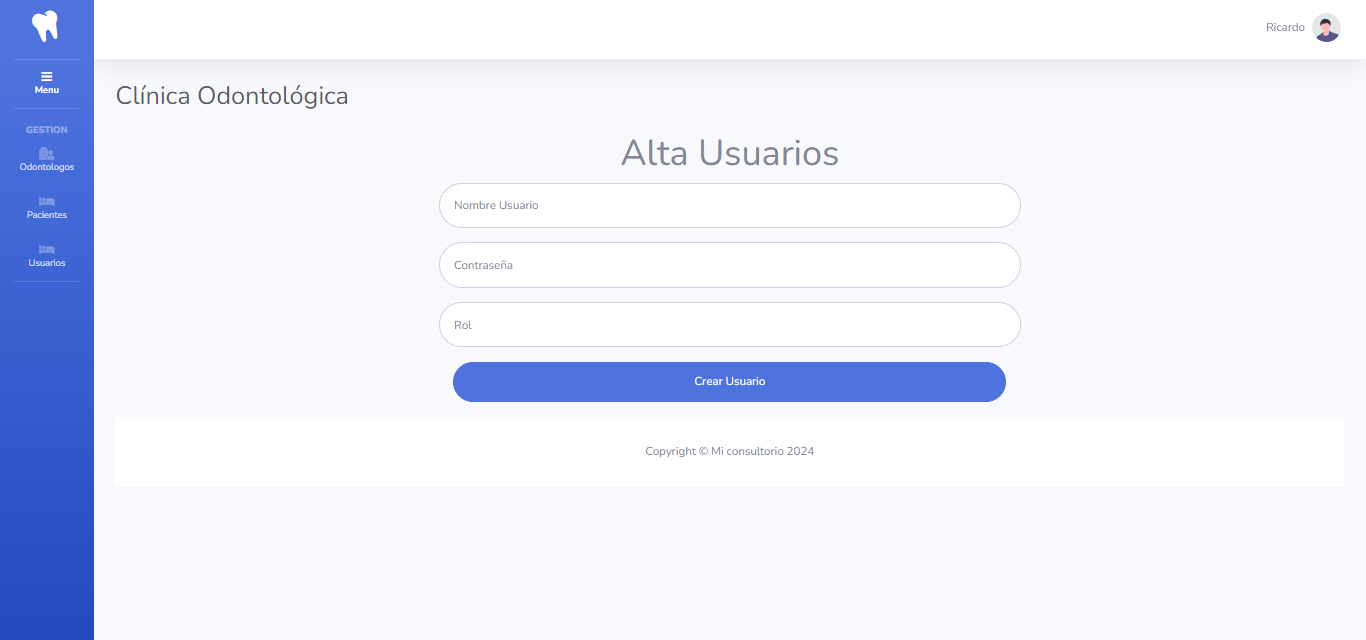 Ricardo
Menu
GESTION
Odontologos
Pacientes
Usuarios
Clínica Odontológica
Alta Usuarios
Nombre Usuario
Contraseña
Rol
Crear Usuario
Copyright © Mi consultorio 2024